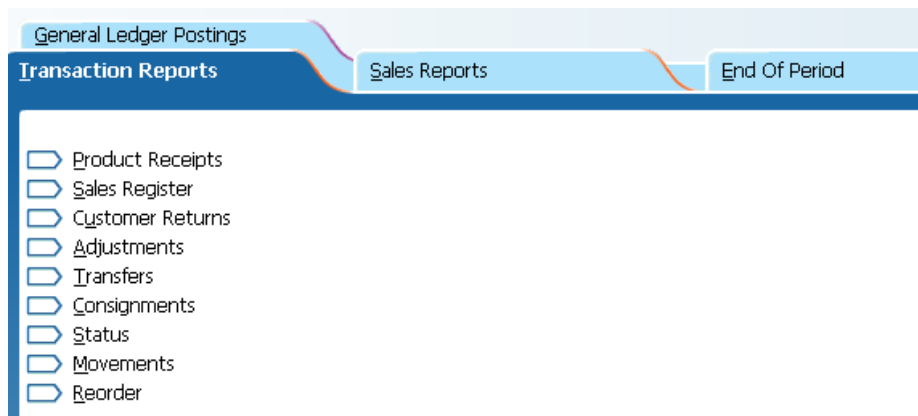 General Ledger Postings
Transaction Reports
Sales Reports
End Of Period
Product Receipts
Sales Register
Customer Returns
Adjustments
Transfers
Consignments
Status
Movements
Reorder